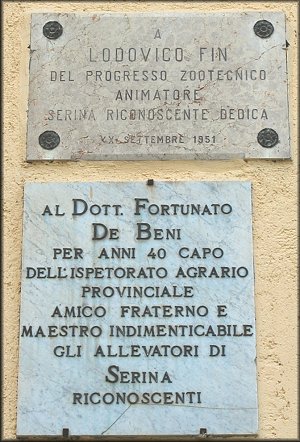 A
LODOVICO FIN
DEL PROGRESSO ZOOTECNICO
ANIMATORE
SERINA RICONOSCENTE DEDICA
XX SETTEMBRE 1951
AL DOTT. FORTUNATO
DE BENI
PER ANNI 40 CAPO
DELL'ISPETORATO AGRARIO
PROVINCIALE
AMICO FRATERNO E
MAESTRO INDIMENTICABILE
GLI ALLEVATORI DI
SERINA
RICONOSCENTI